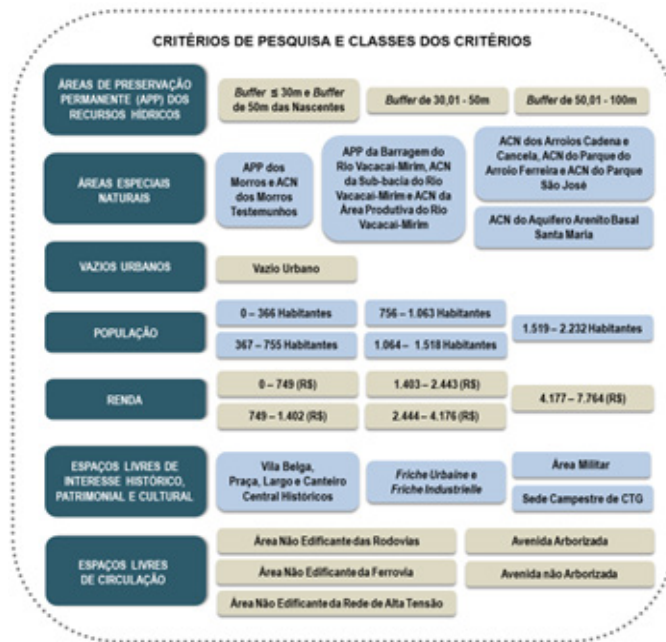 CRITÉRIOS DE PESQUISA E CLASSES DOS CRITÉRIOS
ÁREAS DE PRESERVAÇÃO
PERMANENTE (APP) DOS
RECURSOS HÍDRICOS
Buffer ≤ 30m e Buffer
de 50m das Nascentes
Buffer de 30,01 - 50m
Buffer de 50,01 - 100m
ÁREAS ESPECIAIS
NATURAIS
APP dos
Morros e ACN
dos Morros
Testemunhos
APP da Barragem do
Rio Vacacaí-Mirim, ACN
da Sub-bacia do Rio
Vacacaí-Mirim e ACN da
Área Produtiva do Rio
Vacacaí-Mirim
ACN dos Arroios Cadena e
Cancela, ACN do Parque do
Arroio Ferreira e ACN do Parque
São José
ACN do Aquífero Arenito Basal
Santa Maria
VAZIOS URBANOS
Vazio Urbano
POPULAÇÃO
0 – 366 Habitantes
756 – 1.063 Habitantes
1.519 – 2.232 Habitantes
367 – 755 Habitantes
1.064 – 1.518 Habitantes
RENDA
0 – 749 (R$)
1.403 – 2.443 (R$)
4.177 – 7.764 (R$)
749 – 1.402 (R$)
2.444 – 4.176 (R$)
ESPAÇOS LIVRES DE
INTERESSE HISTÓRICO,
PATRIMONIAL E CULTURAL
Vila Belga,
Praça, Largo e Canteiro
Central Históricos
Friche Urbaine e
Friche Industrielle
Área Militar
Sede Campestre de CTG
ESPAÇOS LIVRES
DE CIRCULAÇÃO
Área Não Edificante das Rodovias
Avenida Arborizada
Área Não Edificante da Ferrovia
Avenida não Arborizada
Área Não Edificante da Rede de Alta Tensão